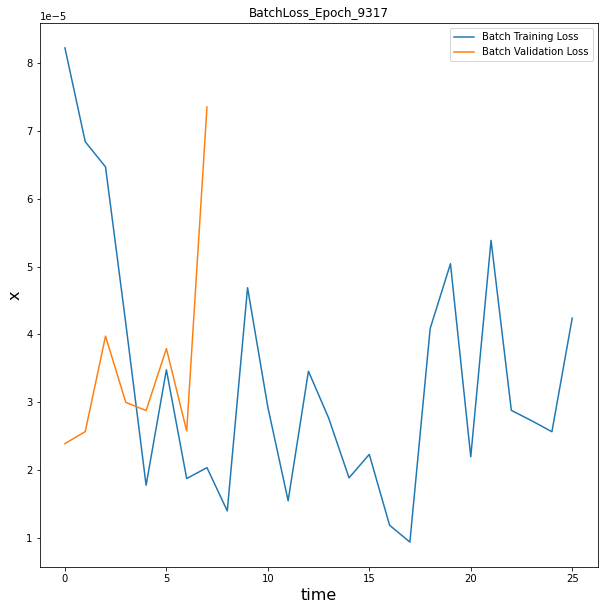 BatchLoss_Epoch_9317
1e−5
Batch Training Loss
Batch Validation Loss
8
7
6
5
4
3
2
1
x
0 5 10 15 20 25
time